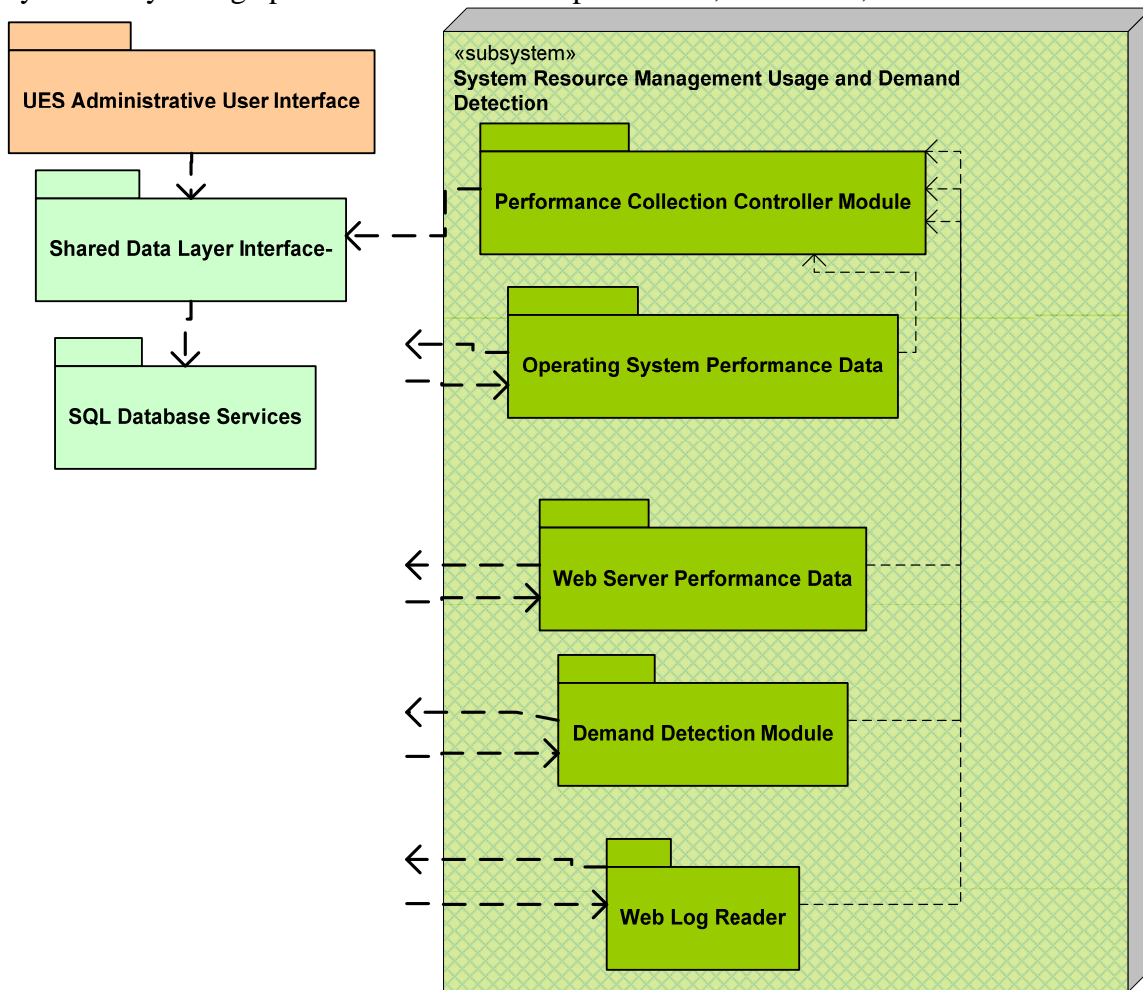 UES Administrative User Interface
Shared Data Layer Interface-
SQL Database Services
«subsystem»
System Resource Management Usage and Demand
Detection
Performance Collection Controller Module
Operating System Performance Data
Web Server Performance Data
Demand Detection Module
Web Log Reader